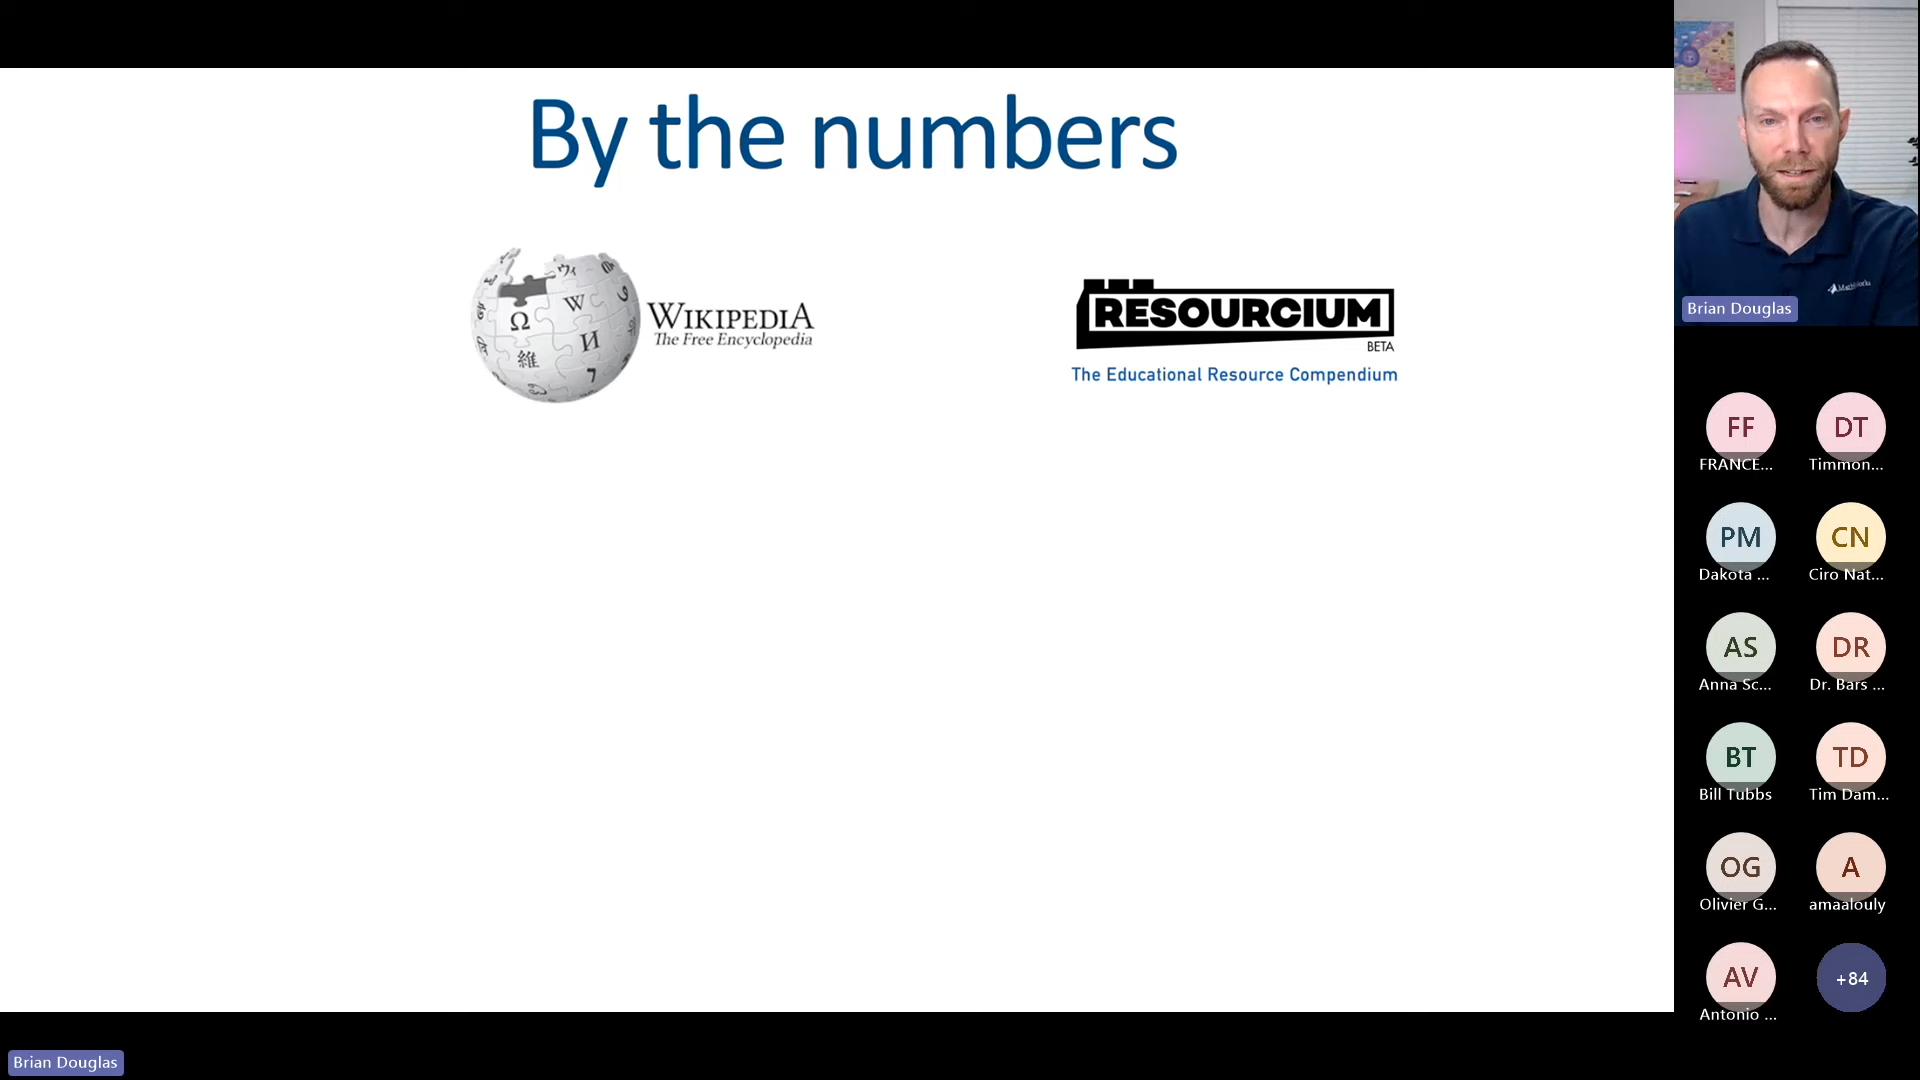 By the numbers
WIKIPEDIA
The Free Encyclopedia
Ω
W
И
維
RESOURCIUM
BETA
The Educational Resource Compendium
MathWorks
Brian Douglas
FF
FRANCE...
DT
Timmon...
PM
Dakota ...
CN
Ciro Nat...
AS
Anna Sc...
DR
Dr. Bars ...
BT
Bill Tubbs
TD
Tim Dam...
OG
Olivier G...
A
amaalouly
AV
Antonio ...
+84
Brian Douglas